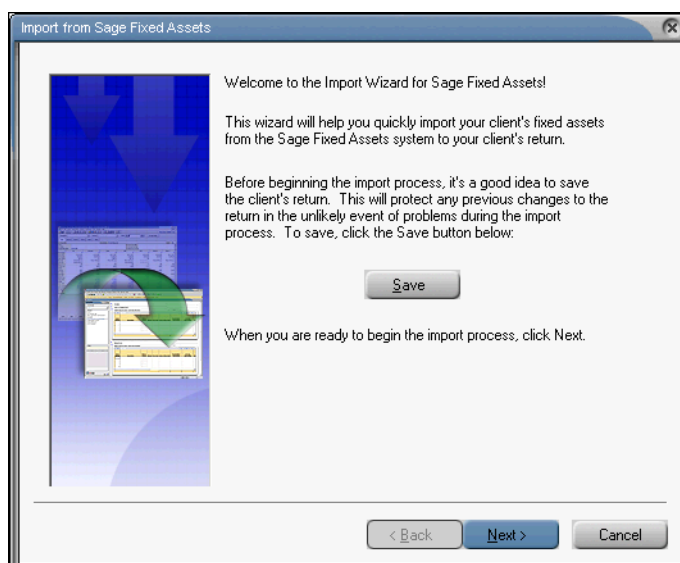 Import from Sage Fixed Assets
Welcome to the Import Wizard for Sage Fixed Assets!
This wizard will help you quickly import your client's fixed assets
from the Sage Fixed Assets system to your client's return.
Before beginning the import process, it's a good idea to save
the client's return. This will protect any previous changes to the
return in the unlikely event of problems during the import
process. To save, click the Save button below:
Save
When you are ready to begin the import process, click Next.
< Back
Next >
Cancel